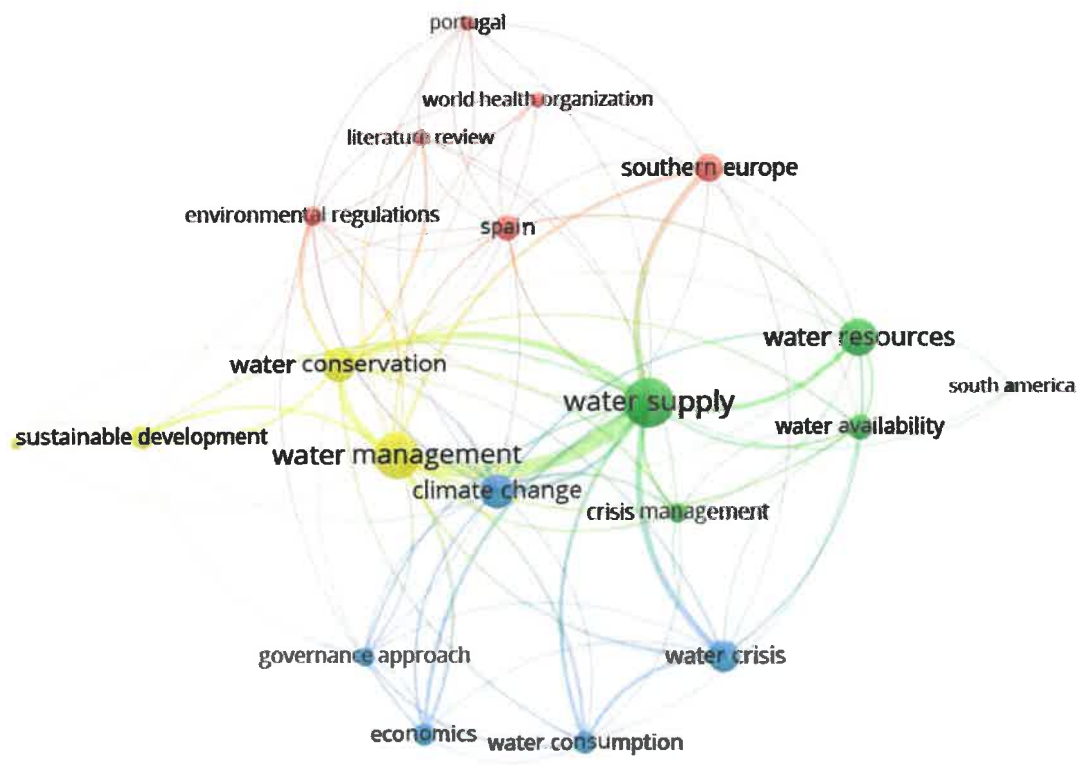 portugal
world health organization
literature review
southern europe
environmental regulations
spain
water resources
water conservation
south america
water supply
water availability
sustainable development
water management
climate change
crisis management
governance approach
water crisis
economics
water consumption